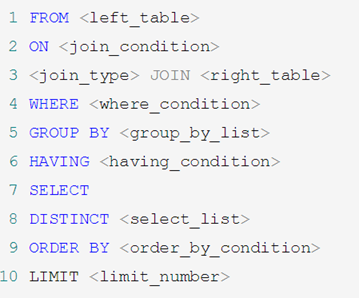 1 FROM <left_table>
2 ON <join_condition>
3 <join_type> JOIN <right_table>
4 WHERE <where_condition>
5 GROUP BY <group_by_list>
6 HAVING <having_condition>
7 SELECT
8 DISTINCT <select_list>
9 ORDER BY <order_by_condition>
10 LIMIT <limit_number>